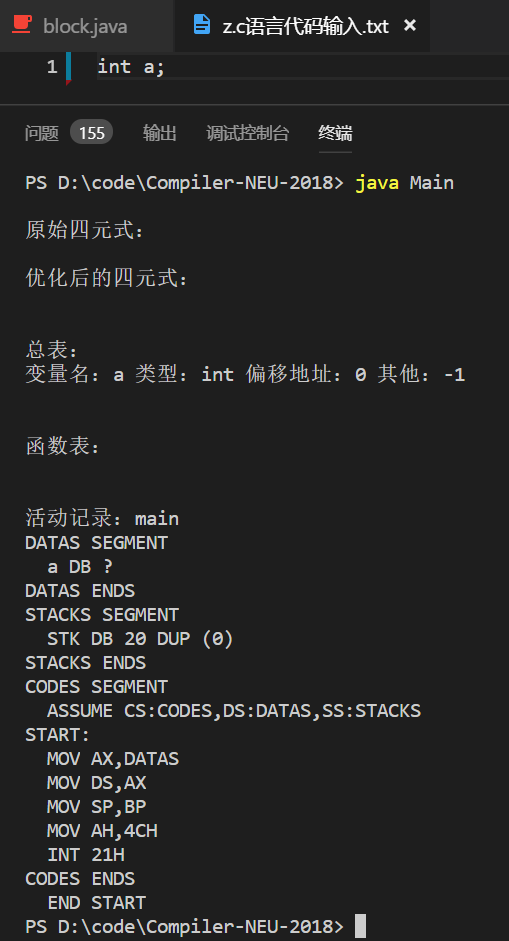 block.java z.c语言代码输入.txt ×
1 int a;
问题 155 输出 调试控制台 终端
PS D:\code\Compiler-NEU-2018> java Main
原始四元式:
优化后的四元式:
总表:
变量名: a 类型: int 偏移地址: 0 其他: -1
函数表:
活动记录: main
DATAS SEGMENT
  a DB ?
DATAS ENDS
STACKS SEGMENT
  STK DB 20 DUP (0)
STACKS ENDS
CODES SEGMENT
  ASSUME CS:CODES,DS:DATAS,SS:STACKS
START:
  MOV AX,DATAS
  MOV DS,AX
  MOV SP,BP
  MOV AH,4CH
  INT 21H
CODES ENDS
  END START
PS D:\code\Compiler-NEU-2018>